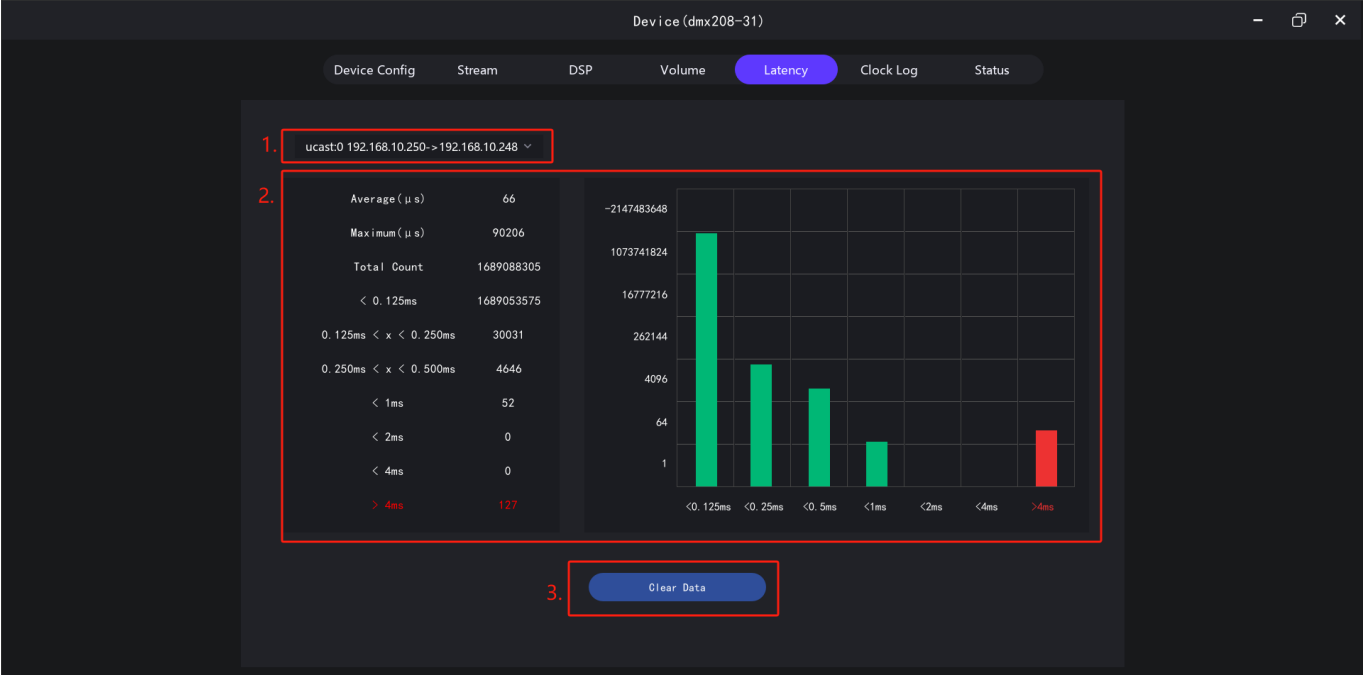 Device(dmx208-31)
Device Config Stream DSP Volume Latency Clock Log Status
1.
ucast:0 192.168.10.250->192.168.10.248
2.
Average(μs) 66
Maximum(μs) 90206
Total Count 1689088305
< 0.125ms 1689053575
0.125ms < x < 0.250ms 30031
0.250ms < x < 0.500ms 4646
< 1ms 52
< 2ms 0
< 4ms 0
> 4ms 127
-2147483648
1073741824
16777216
262144
4096
64
1
<0.125ms <0.25ms <0.5ms <1ms <2ms <4ms >4ms
3.
Clear Data